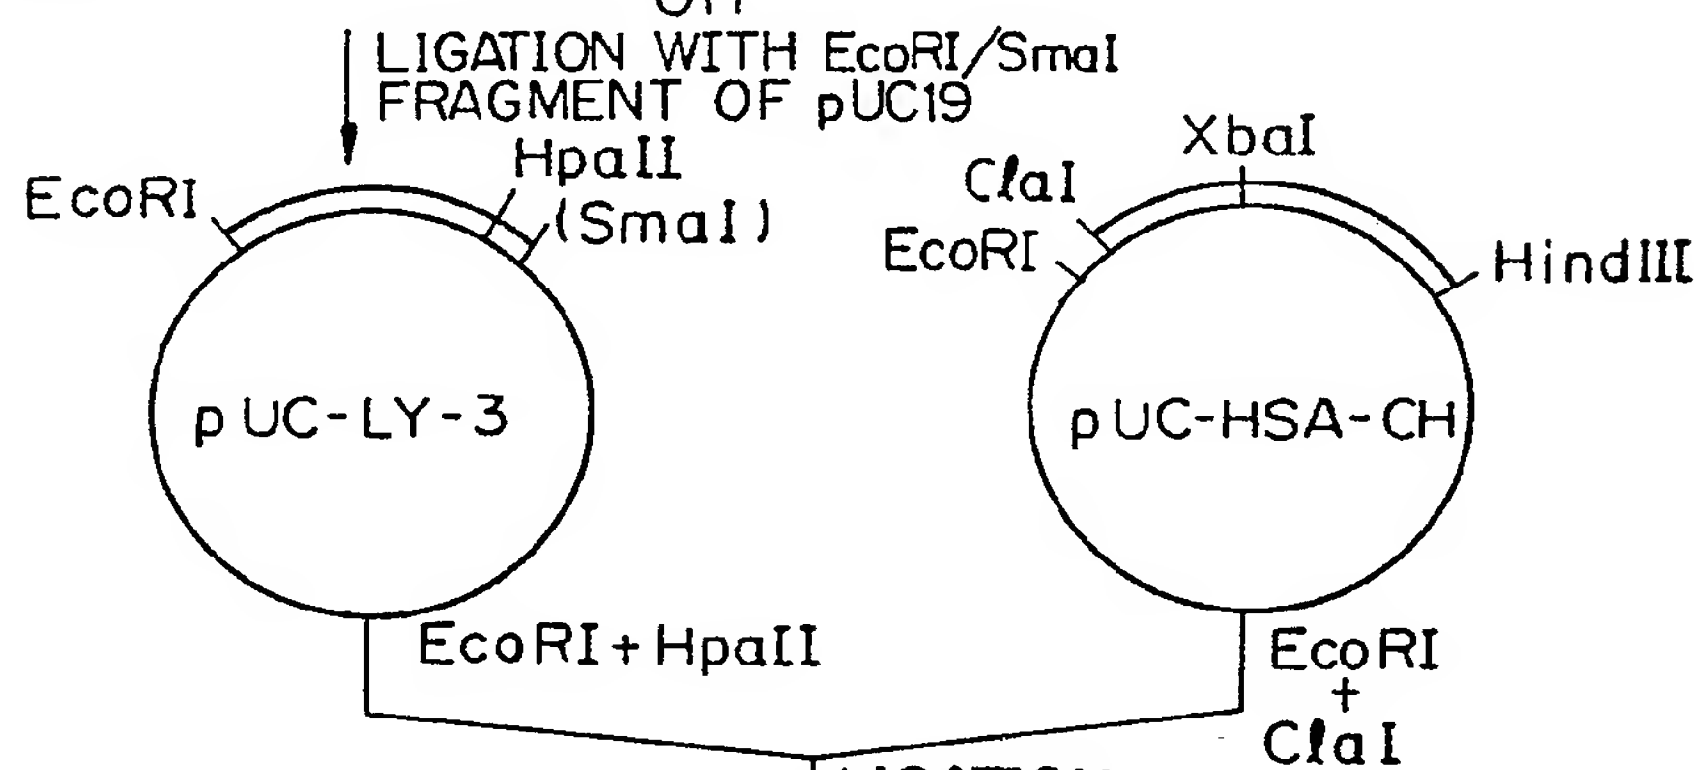 LIGATION WITH EcoRI/SmaI
FRAGMENT OF pUC19
HpaII
EcoRI
(SmaI)
XbaI
ClaI
EcoRI
HindIII
pUC-LY-3
pUC-HSA-CH
EcoRI+HpaII
EcoRI
+
ClaI